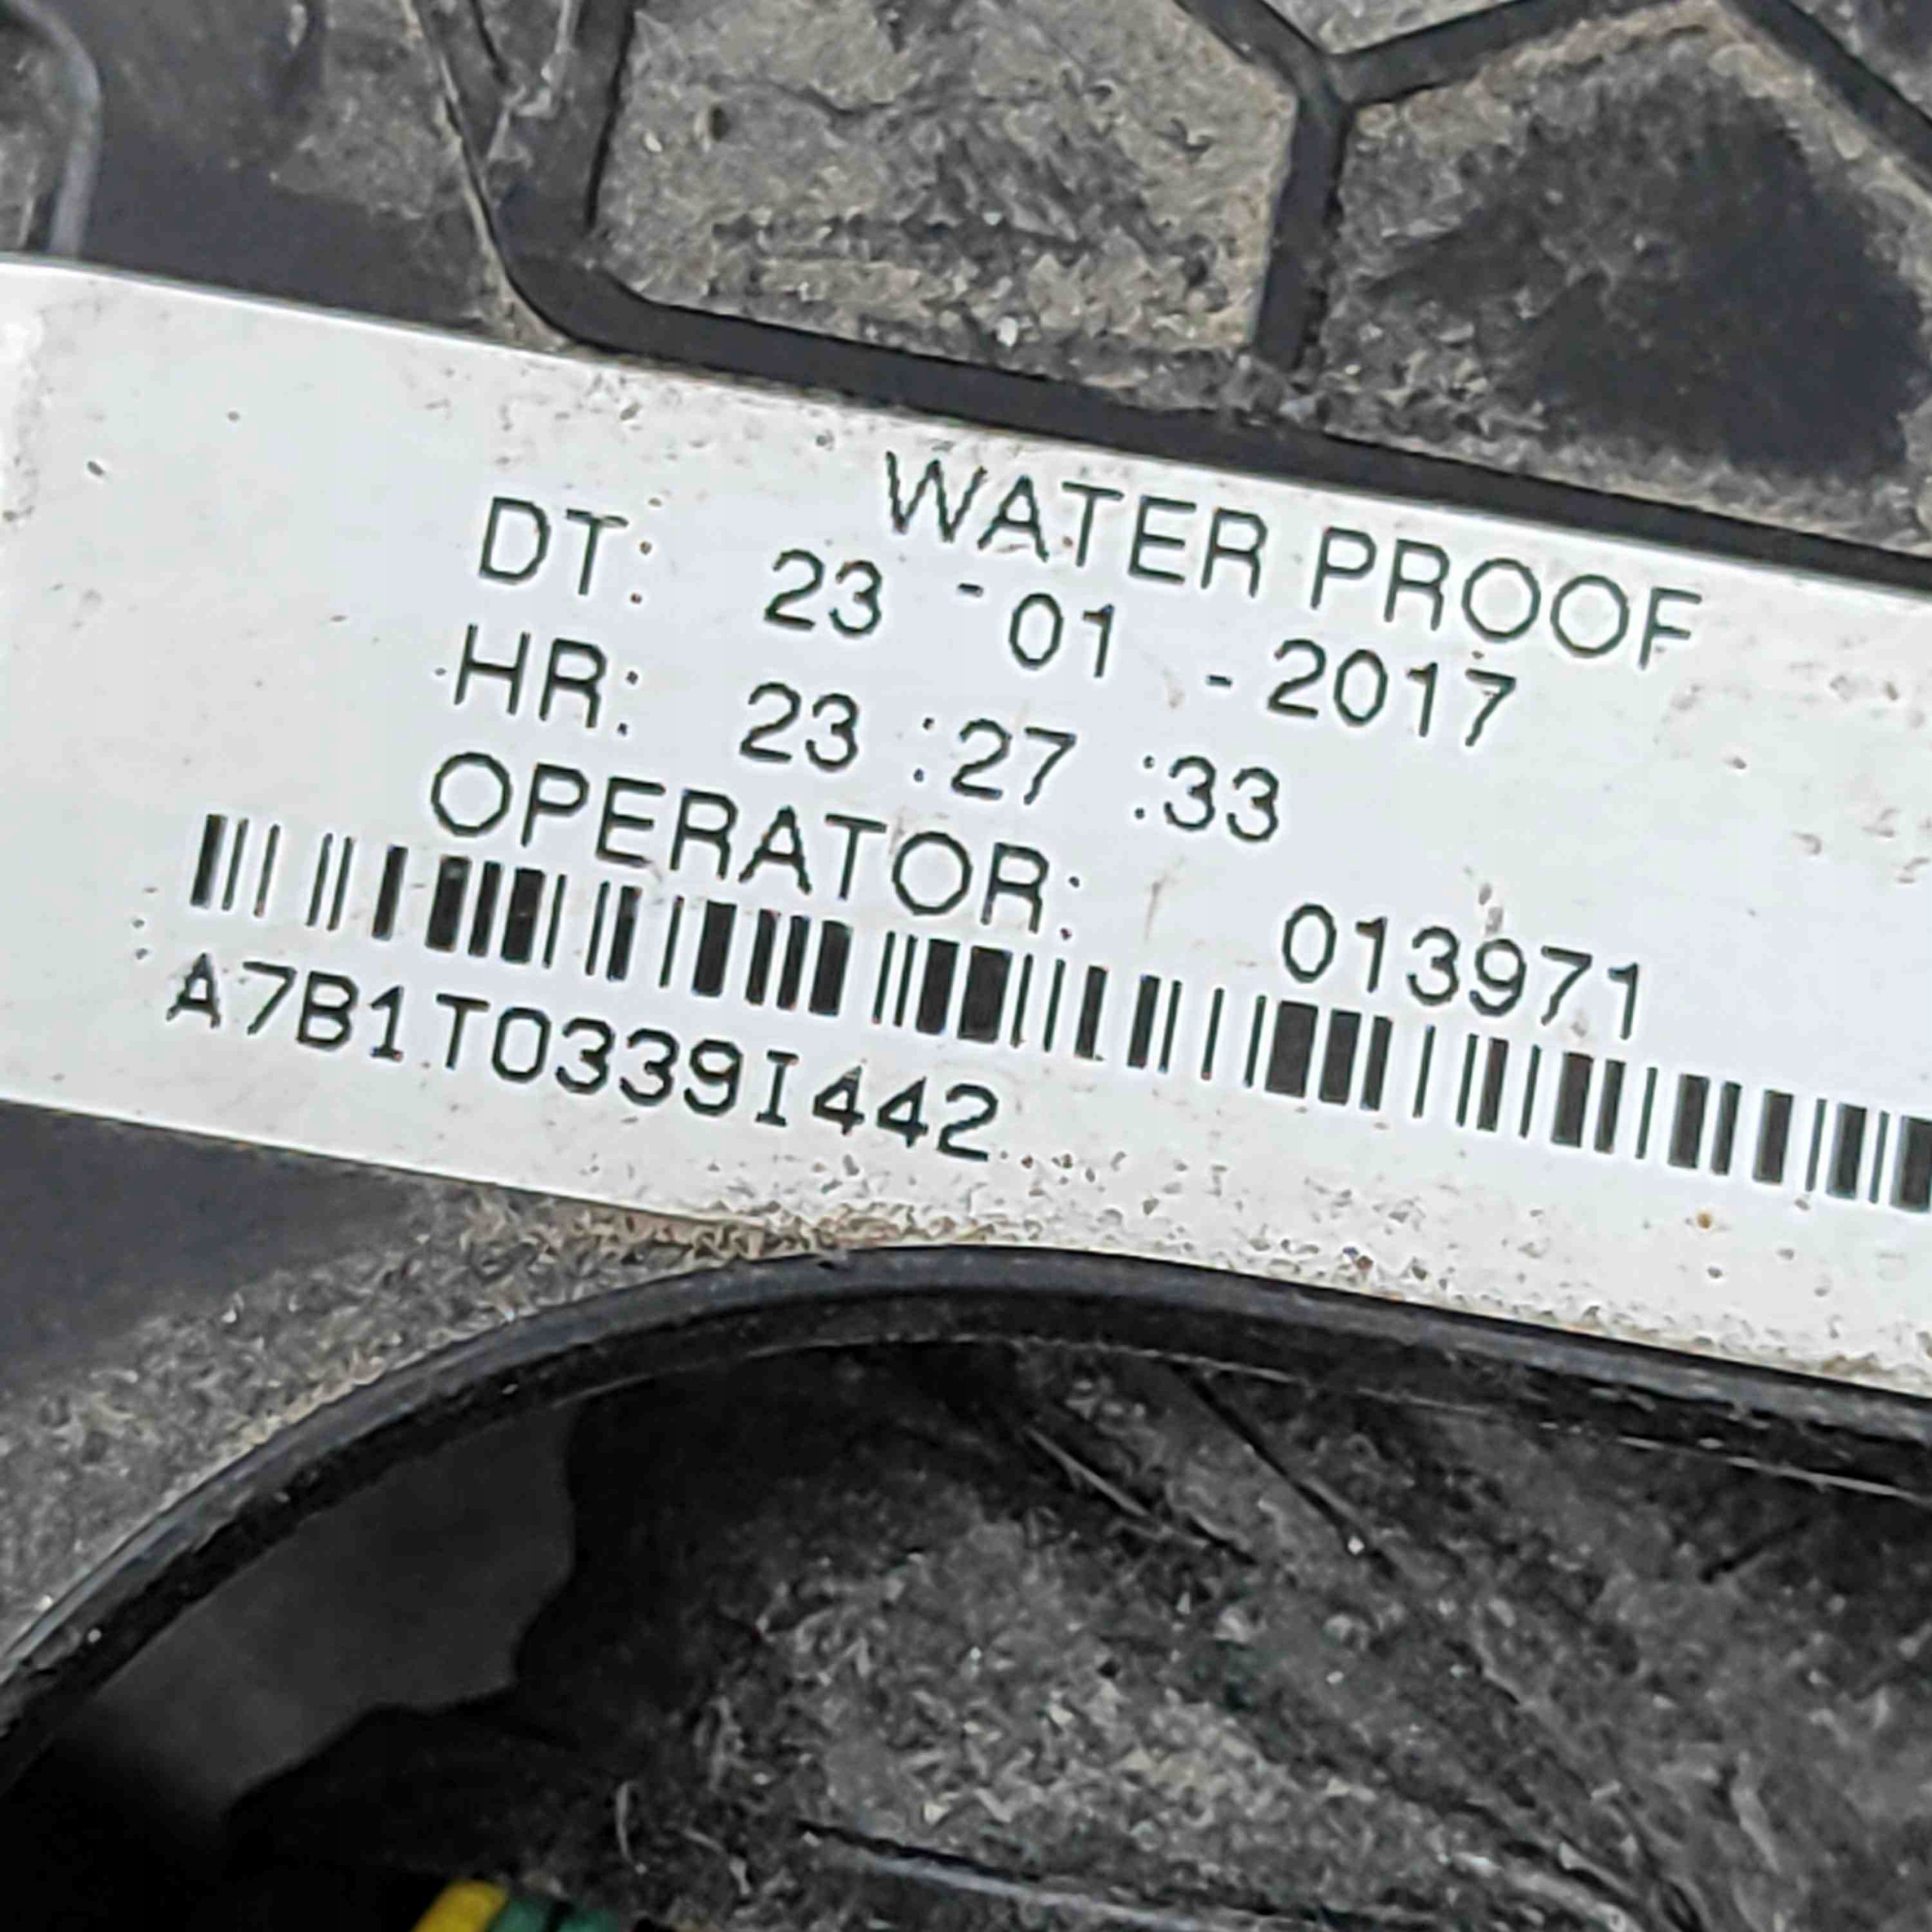 WATER PROOF
DT: 23 - 01 - 2017
HR: 23 :27 :33
OPERATOR: 013971
A7B1T0339I442